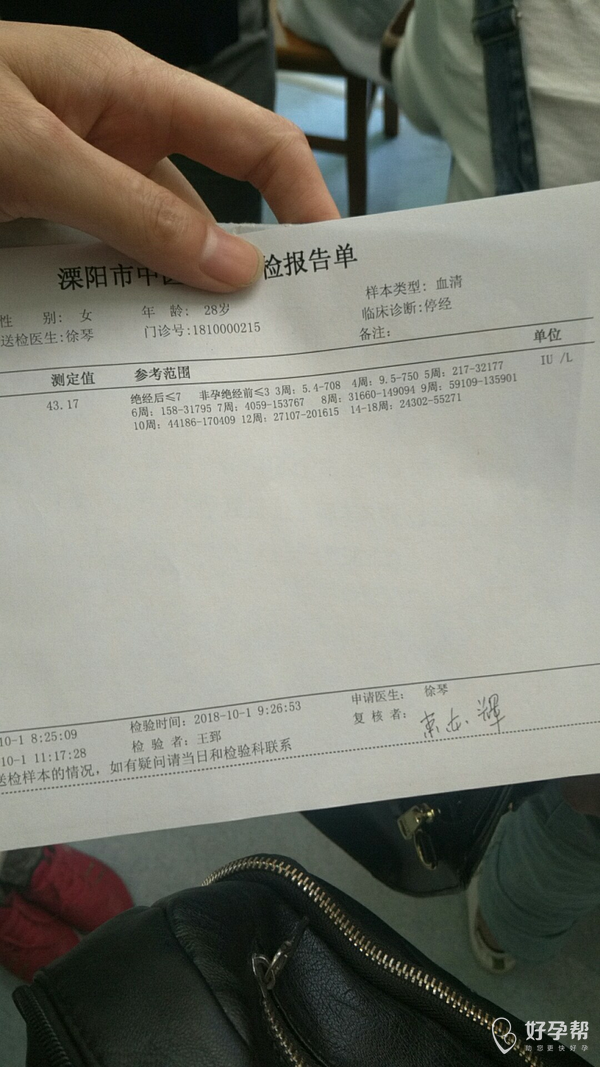 溧阳市中 检报告单
性 别: 女 年 龄: 28岁 样本类型: 血清
送检医生:徐琴 门诊号:1810000215 临床诊断:停经
备注:
测定值 参考范围 单位
43.17 绝经后≤7 非孕绝经前≤3 3周: 5.4-708 4周: 9.5-750 5周: 217-32177 IU /L
6周: 158-31795 7周: 4059-153767 8周: 31660-149094 9周: 59109-135901
10周: 44186-170409 12周: 27107-201615 14-18周: 24302-55271
10-1 8:25:09 检验时间: 2018-10-1 9:26:53 申请医生: 徐琴
10-1 11:17:28 检 验 者: 王郅 复 核 者:
送检样本的情况, 如有疑问请当日和检验科联系
好孕帮
助您更快好孕